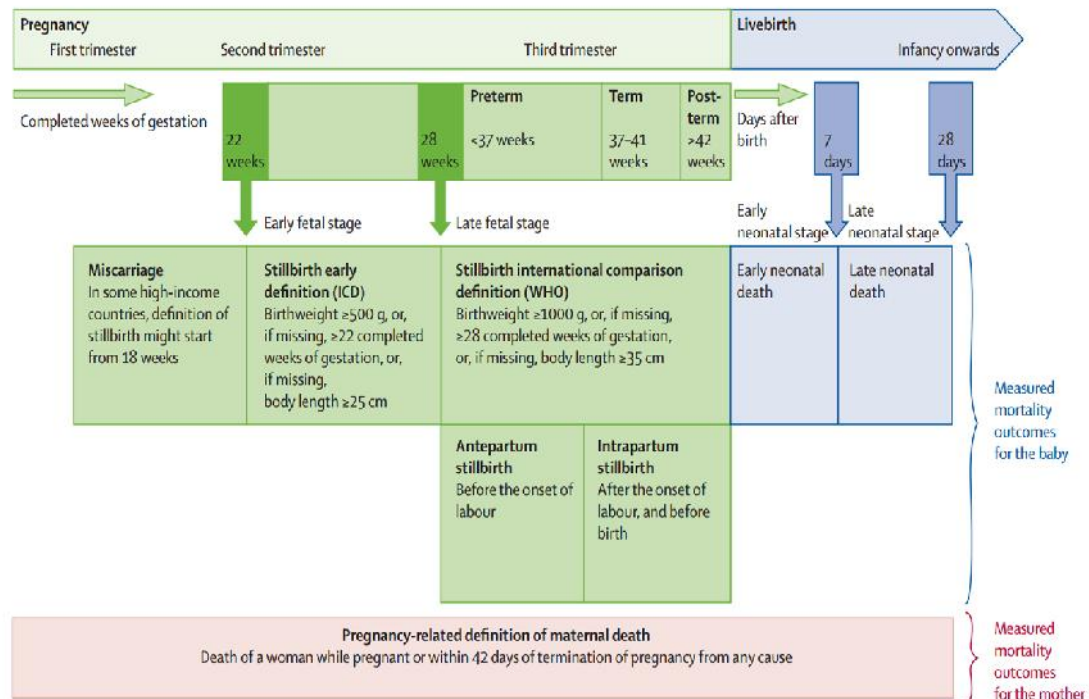 Pregnancy
First trimester
Second trimester
Third trimester
Livebirth
Infancy onwards
Completed weeks of gestation
22
weeks
28
weeks
Preterm
<37 weeks
Term
37–41
weeks
Post-
term
>42
weeks
Days after
birth
7
days
28
days
Early fetal stage
Late fetal stage
Early
neonatal stage
Late
neonatal stage
Miscarriage
In some high-income
countries, definition of
stillbirth might start
from 18 weeks
Stillbirth early
definition (ICD)
Birthweight ≥500 g, or,
if missing, ≥22 completed
weeks of gestation, or,
if missing,
body length ≥25 cm
Stillbirth international comparison
definition (WHO)
Birthweight ≥1000 g, or, if missing,
≥28 completed weeks of gestation,
or, if missing, body length ≥35 cm
Early neonatal
death
Late neonatal
death
Antepartum
stillbirth
Before the onset of
labour
Intrapartum
stillbirth
After the onset of
labour, and before
birth
Measured
mortality
outcomes
for the baby
Pregnancy-related definition of maternal death
Death of a woman while pregnant or within 42 days of termination of pregnancy from any cause
Measured
mortality
outcomes
for the mother